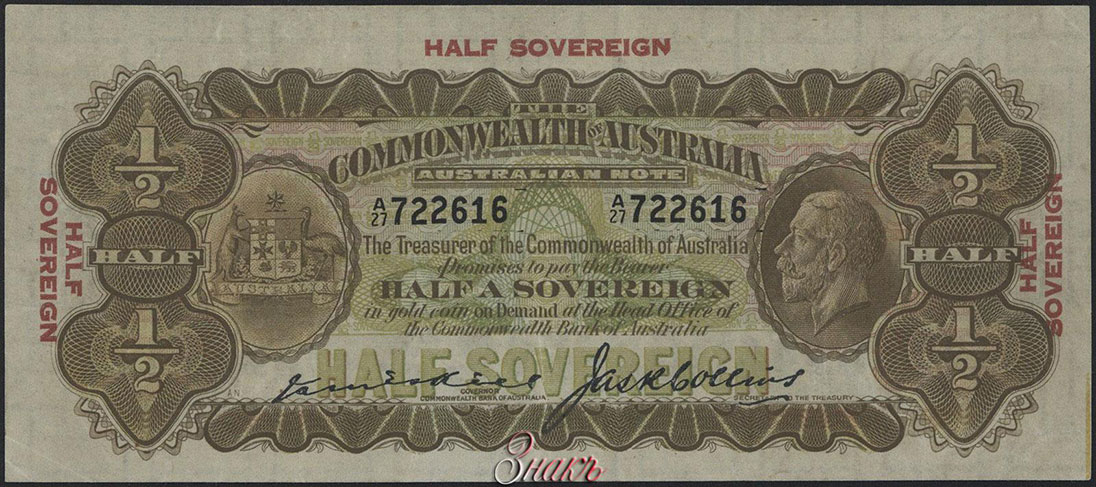 HALF SOVEREIGN
1/2
1/2
THE
COMMONWEALTH OF AUSTRALIA
AUSTRALIAN NOTE
A/27 722616 A/27 722616
HALF
SOVEREIGN
HALF
AUSTRALIA
The Treasurer of the Commonwealth of Australia
Promises to pay the Bearer
HALF A SOVEREIGN
in gold coin on Demand at the Head Office of
the Commonwealth Bank of Australia
HALF
HALF
SOVEREIGN
1/2
1/2
HALF SOVEREIGN
Jas R Collins
GOVERNOR
COMMONWEALTH BANK OF AUSTRALIA
SECRETARY TO THE TREASURY
Знакъ